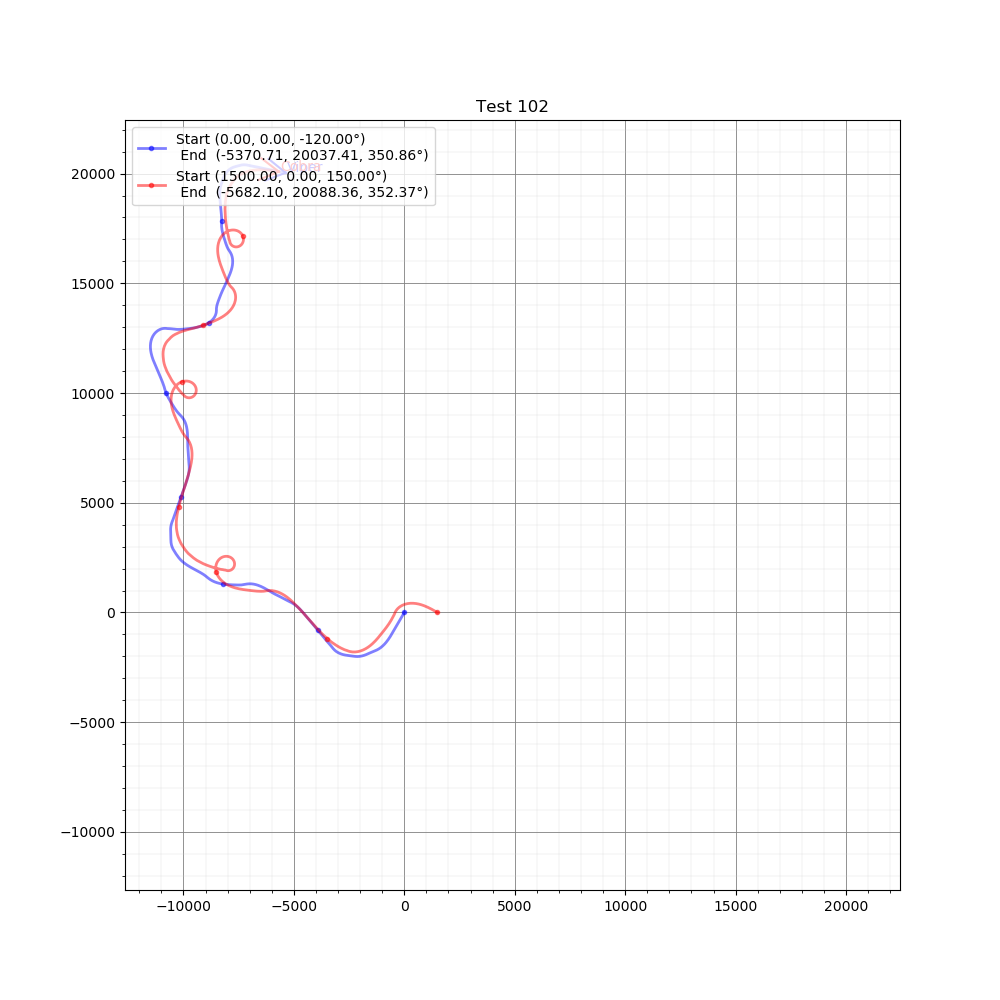 Test 102
Start (0.00, 0.00, -120.00°)
End (-5370.71, 20037.41, 350.86°)
Start (1500.00, 0.00, 150.00°)
End (-5682.10, 20088.36, 352.37°)
20000
15000
10000
5000
0
−5000
−10000
−10000 −5000 0 5000 10000 15000 20000